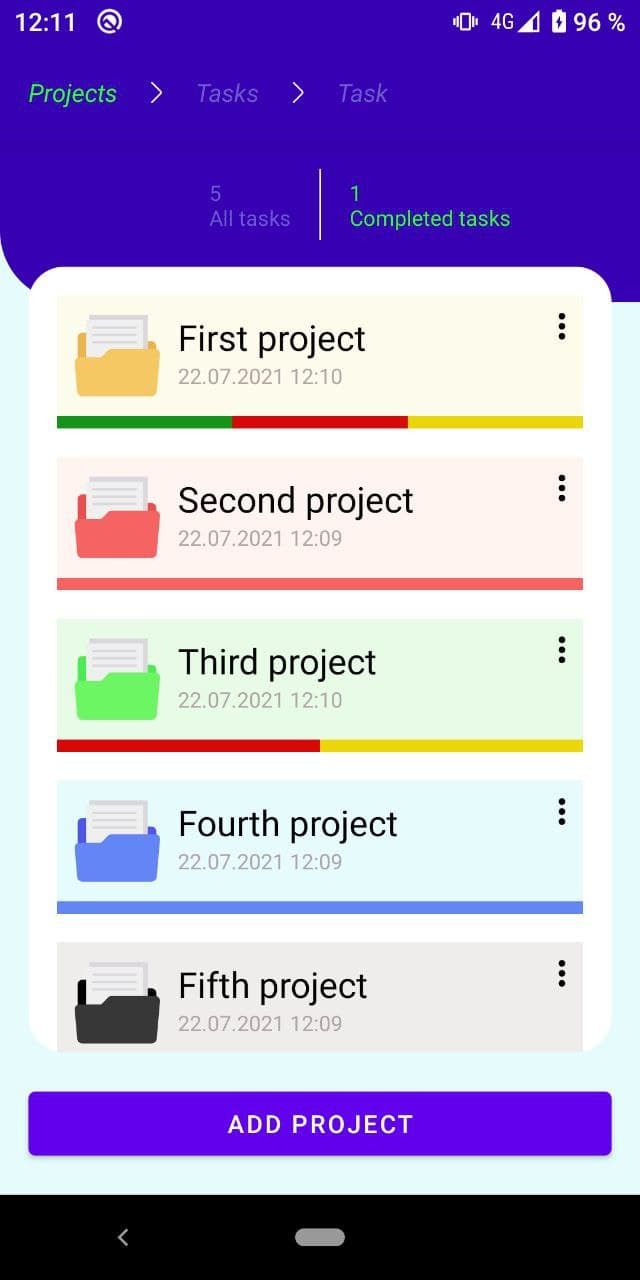 12:11 4G 96 %
Projects Tasks Task
5 1
All tasks Completed tasks
First project
22.07.2021 12:10
Second project
22.07.2021 12:09
Third project
22.07.2021 12:10
Fourth project
22.07.2021 12:09
Fifth project
22.07.2021 12:09
ADD PROJECT